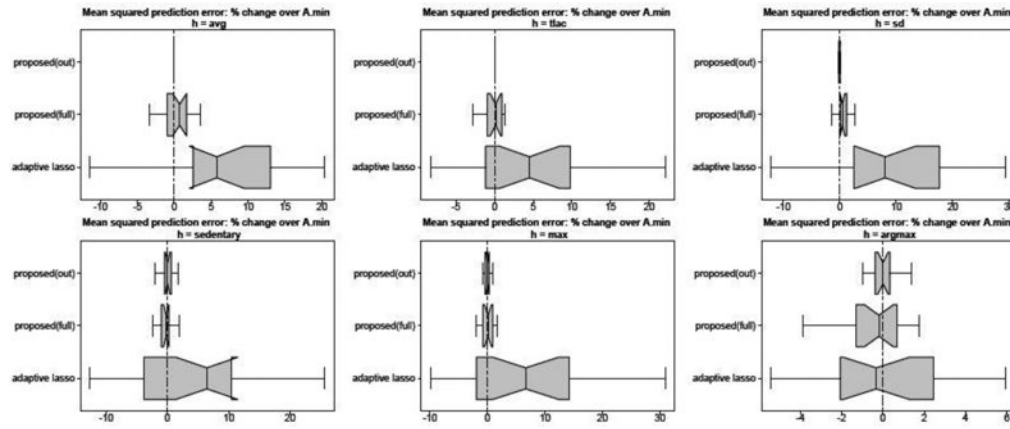 Mean squared prediction error: % change over A.min
h = avg
proposed(out)
proposed(full)
adaptive lasso
-10 -5 0 5 10 15 20
Mean squared prediction error: % change over A.min
h = tlac
proposed(out)
proposed(full)
adaptive lasso
-5 0 5 10 15 20
Mean squared prediction error: % change over A.min
h = sd
proposed(out)
proposed(full)
adaptive lasso
-10 0 10 20 30
Mean squared prediction error: % change over A.min
h = sedentary
proposed(out)
proposed(full)
adaptive lasso
-10 0 10 20
Mean squared prediction error: % change over A.min
h = max
proposed(out)
proposed(full)
adaptive lasso
-10 0 10 20 30
Mean squared prediction error: % change over A.min
h = argmax
proposed(out)
proposed(full)
adaptive lasso
-4 -2 0 2 4 6